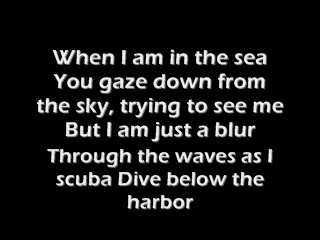 When I am in the sea
You gaze down from
the sky, trying to see me
But I am just a blur
Through the waves as I
scuba Dive below the
harbor